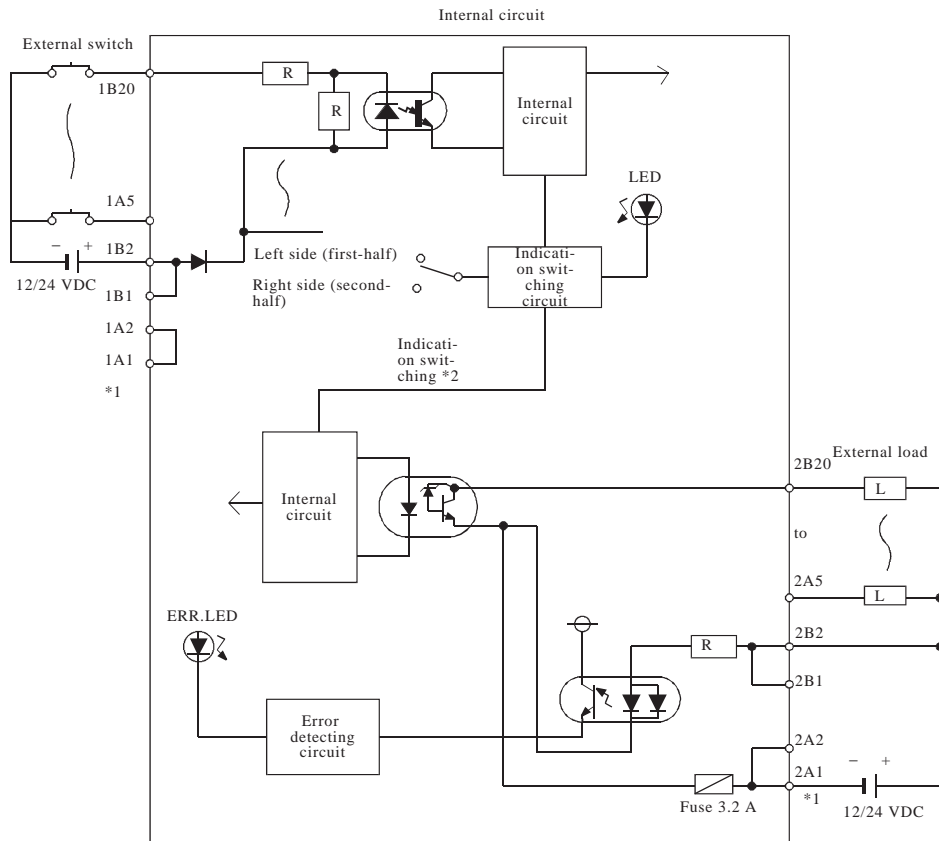 Internal circuit
External switch
1B20
R
R
Internal
circuit
LED
1A5
− +
1B2
12/24 VDC
1B1
1A2
1A1
*1
Left side (first-half)
Right side (second-
half)
Indicati-
on swit-
ching
circuit
Indicati-
on swit-
ching *2
Internal
circuit
2B20
External load
L
to
2A5
L
ERR.LED
R
2B2
2B1
Error
detecting
circuit
2A2
2A1
− +
*1
Fuse 3.2 A
12/24 VDC